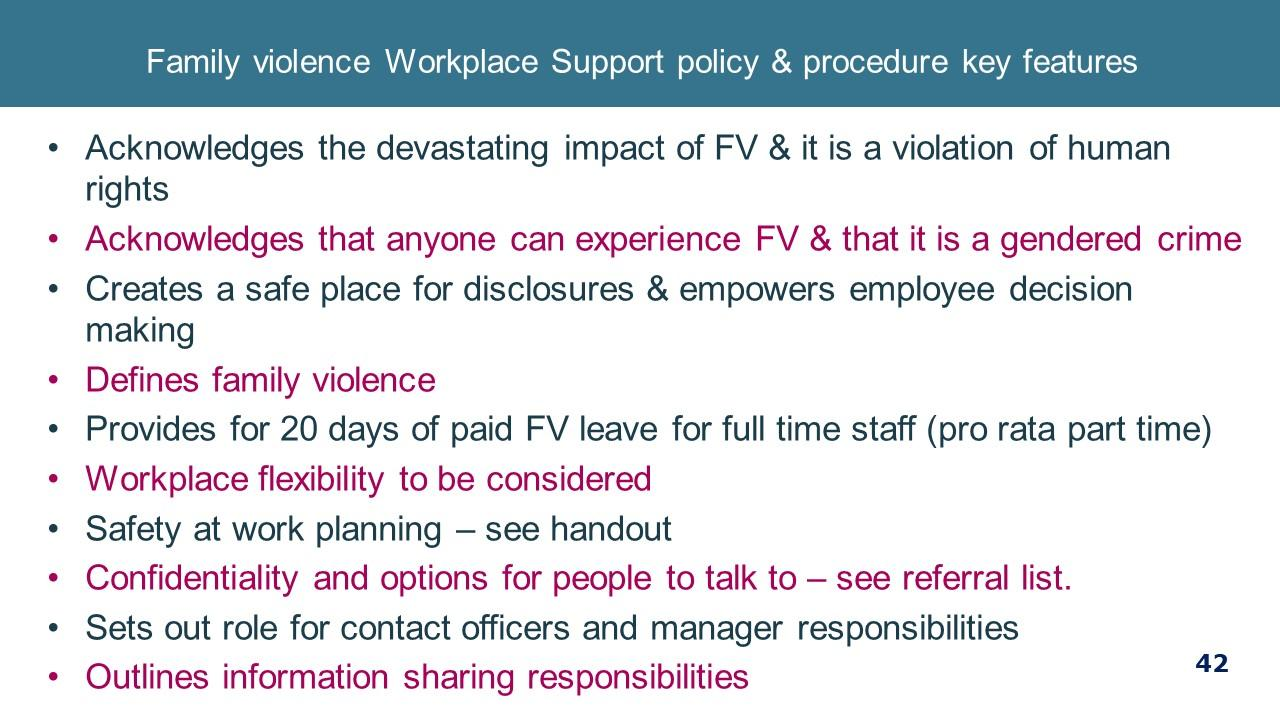 Family violence Workplace Support policy & procedure key features
• Acknowledges the devastating impact of FV & it is a violation of human
rights
• Acknowledges that anyone can experience FV & that it is a gendered crime
• Creates a safe place for disclosures & empowers employee decision
making
• Defines family violence
• Provides for 20 days of paid FV leave for full time staff (pro rata part time)
• Workplace flexibility to be considered
• Safety at work planning – see handout
• Confidentiality and options for people to talk to – see referral list.
• Sets out role for contact officers and manager responsibilities
• Outlines information sharing responsibilities
42